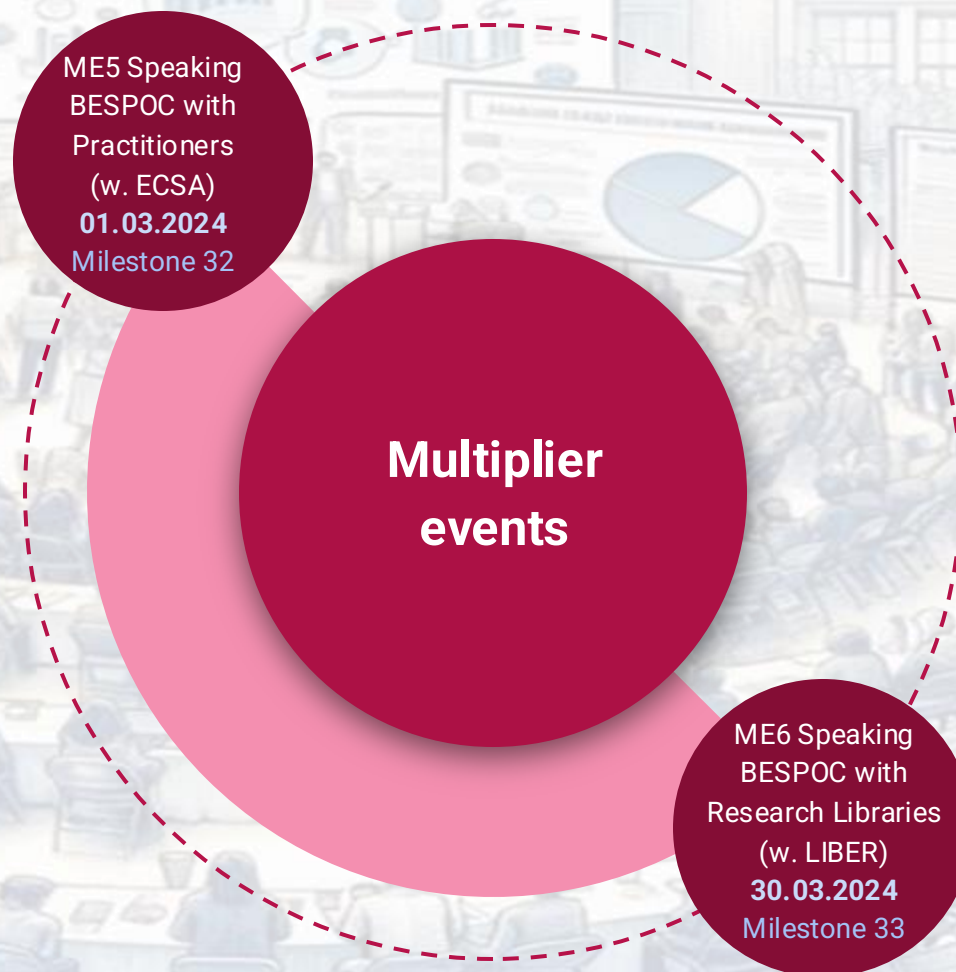 ME5 Speaking
BESPOC with
Practitioners
(w. ECSA)
01.03.2024
Milestone 32
Multiplier
events
ME6 Speaking
BESPOC with
Research Libraries
(w. LIBER)
30.03.2024
Milestone 33